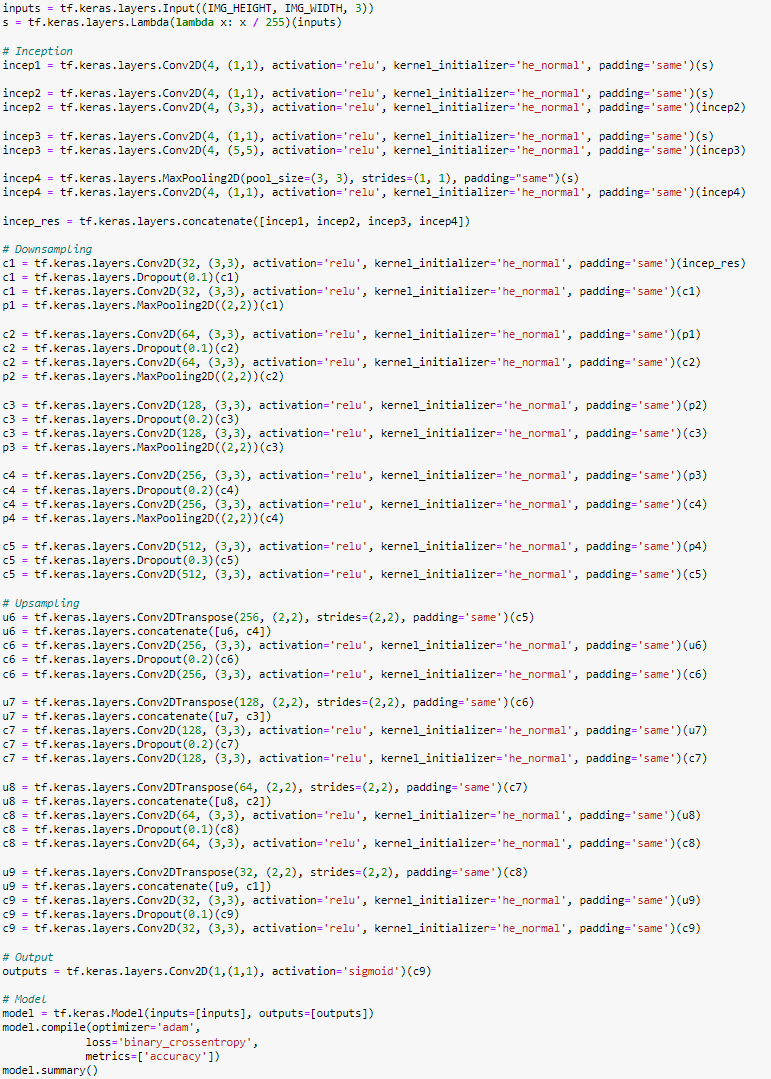 inputs = tf.keras.layers.Input((IMG_HEIGHT, IMG_WIDTH, 3))
s = tf.keras.layers.Lambda(lambda x: x / 255)(inputs)
# Inception
incep1 = tf.keras.layers.Conv2D(4, (1,1), activation='relu', kernel_initializer='he_normal', padding='same')(s)
incep2 = tf.keras.layers.Conv2D(4, (1,1), activation='relu', kernel_initializer='he_normal', padding='same')(s)
incep2 = tf.keras.layers.Conv2D(4, (3,3), activation='relu', kernel_initializer='he_normal', padding='same')(incep2)
incep3 = tf.keras.layers.Conv2D(4, (1,1), activation='relu', kernel_initializer='he_normal', padding='same')(s)
incep3 = tf.keras.layers.Conv2D(4, (5,5), activation='relu', kernel_initializer='he_normal', padding='same')(incep3)
incep4 = tf.keras.layers.MaxPooling2D(pool_size=(3, 3), strides=(1, 1), padding="same")(s)
incep4 = tf.keras.layers.Conv2D(4, (1,1), activation='relu', kernel_initializer='he_normal', padding='same')(incep4)
incep_res = tf.keras.layers.concatenate([incep1, incep2, incep3, incep4])
# Downsampling
c1 = tf.keras.layers.Conv2D(32, (3,3), activation='relu', kernel_initializer='he_normal', padding='same')(incep_res)
c1 = tf.keras.layers.Dropout(0.1)(c1)
c1 = tf.keras.layers.Conv2D(32, (3,3), activation='relu', kernel_initializer='he_normal', padding='same')(c1)
p1 = tf.keras.layers.MaxPooling2D((2,2))(c1)
c2 = tf.keras.layers.Conv2D(64, (3,3), activation='relu', kernel_initializer='he_normal', padding='same')(p1)
c2 = tf.keras.layers.Dropout(0.1)(c2)
c2 = tf.keras.layers.Conv2D(64, (3,3), activation='relu', kernel_initializer='he_normal', padding='same')(c2)
p2 = tf.keras.layers.MaxPooling2D((2,2))(c2)
c3 = tf.keras.layers.Conv2D(128, (3,3), activation='relu', kernel_initializer='he_normal', padding='same')(p2)
c3 = tf.keras.layers.Dropout(0.2)(c3)
c3 = tf.keras.layers.Conv2D(128, (3,3), activation='relu', kernel_initializer='he_normal', padding='same')(c3)
p3 = tf.keras.layers.MaxPooling2D((2,2))(c3)
c4 = tf.keras.layers.Conv2D(256, (3,3), activation='relu', kernel_initializer='he_normal', padding='same')(p3)
c4 = tf.keras.layers.Dropout(0.2)(c4)
c4 = tf.keras.layers.Conv2D(256, (3,3), activation='relu', kernel_initializer='he_normal', padding='same')(c4)
p4 = tf.keras.layers.MaxPooling2D((2,2))(c4)
c5 = tf.keras.layers.Conv2D(512, (3,3), activation='relu', kernel_initializer='he_normal', padding='same')(p4)
c5 = tf.keras.layers.Dropout(0.3)(c5)
c5 = tf.keras.layers.Conv2D(512, (3,3), activation='relu', kernel_initializer='he_normal', padding='same')(c5)
# Upsampling
u6 = tf.keras.layers.Conv2DTranspose(256, (2,2), strides=(2,2), padding='same')(c5)
u6 = tf.keras.layers.concatenate([u6, c4])
c6 = tf.keras.layers.Conv2D(256, (3,3), activation='relu', kernel_initializer='he_normal', padding='same')(u6)
c6 = tf.keras.layers.Dropout(0.2)(c6)
c6 = tf.keras.layers.Conv2D(256, (3,3), activation='relu', kernel_initializer='he_normal', padding='same')(c6)
u7 = tf.keras.layers.Conv2DTranspose(128, (2,2), strides=(2,2), padding='same')(c6)
u7 = tf.keras.layers.concatenate([u7, c3])
c7 = tf.keras.layers.Conv2D(128, (3,3), activation='relu', kernel_initializer='he_normal', padding='same')(u7)
c7 = tf.keras.layers.Dropout(0.2)(c7)
c7 = tf.keras.layers.Conv2D(128, (3,3), activation='relu', kernel_initializer='he_normal', padding='same')(c7)
u8 = tf.keras.layers.Conv2DTranspose(64, (2,2), strides=(2,2), padding='same')(c7)
u8 = tf.keras.layers.concatenate([u8, c2])
c8 = tf.keras.layers.Conv2D(64, (3,3), activation='relu', kernel_initializer='he_normal', padding='same')(u8)
c8 = tf.keras.layers.Dropout(0.1)(c8)
c8 = tf.keras.layers.Conv2D(64, (3,3), activation='relu', kernel_initializer='he_normal', padding='same')(c8)
u9 = tf.keras.layers.Conv2DTranspose(32, (2,2), strides=(2,2), padding='same')(c8)
u9 = tf.keras.layers.concatenate([u9, c1])
c9 = tf.keras.layers.Conv2D(32, (3,3), activation='relu', kernel_initializer='he_normal', padding='same')(u9)
c9 = tf.keras.layers.Dropout(0.1)(c9)
c9 = tf.keras.layers.Conv2D(32, (3,3), activation='relu', kernel_initializer='he_normal', padding='same')(c9)
# Output
outputs = tf.keras.layers.Conv2D(1,(1,1), activation='sigmoid')(c9)
# Model
model = tf.keras.Model(inputs=[inputs], outputs=[outputs])
model.compile(optimizer='adam',
loss='binary_crossentropy',
metrics=['accuracy'])
model.summary()